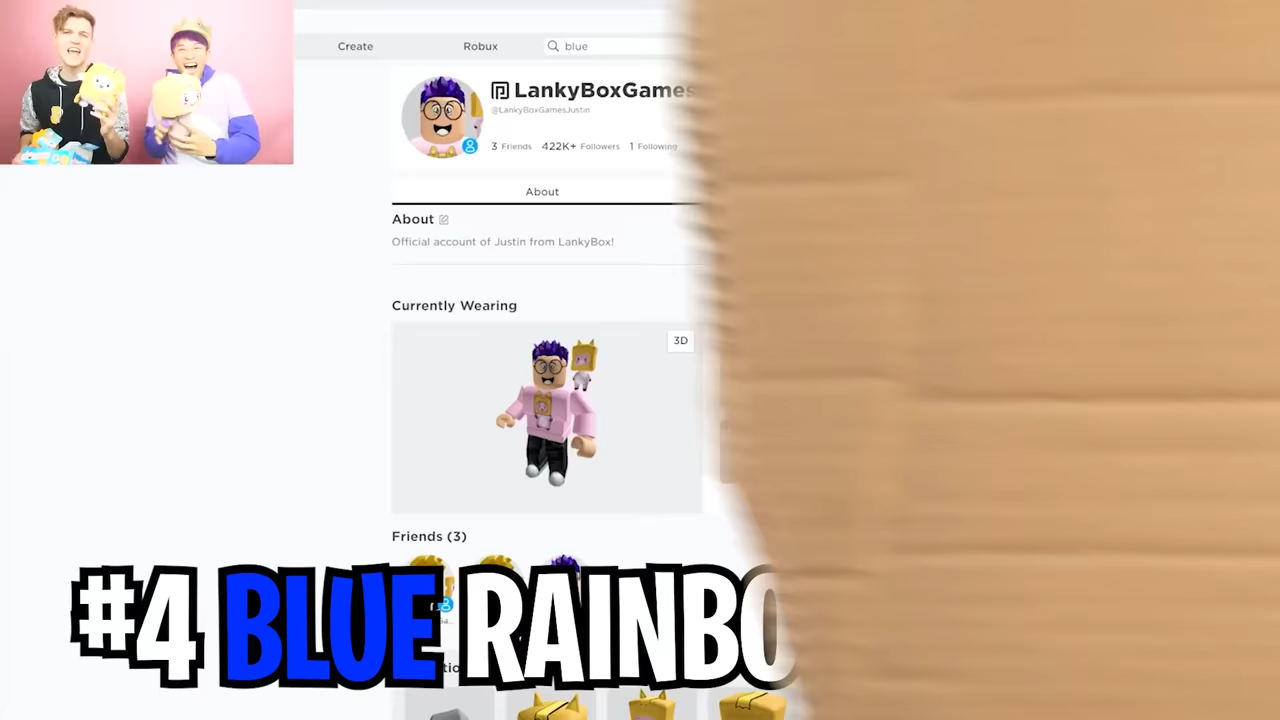 Create
Robux
blue
LankyBoxGames
@LankyBoxGamesJustin
3 Friends 422K+ Followers 1 Following
About
About
Official account of Justin from LankyBox!
Currently Wearing
3D
Friends (3)
#4 BLUE RAINBO